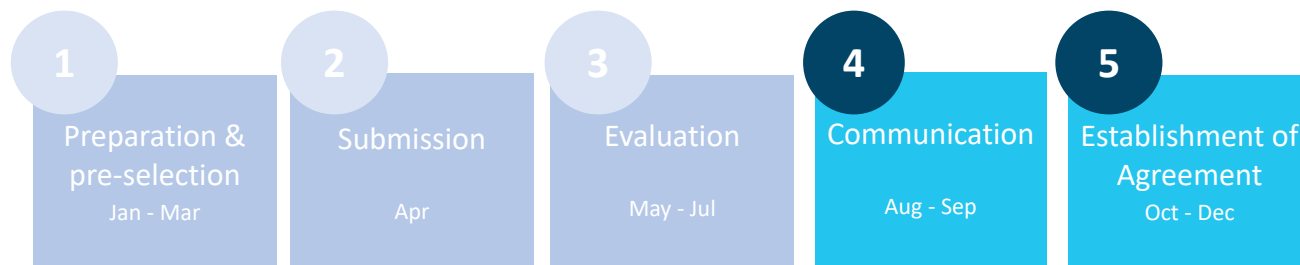 1
Preparation &
pre-selection
Jan - Mar
2
Submission
Apr
3
Evaluation
May - Jul
4
Communication
Aug - Sep
5
Establishment of
Agreement
Oct - Dec